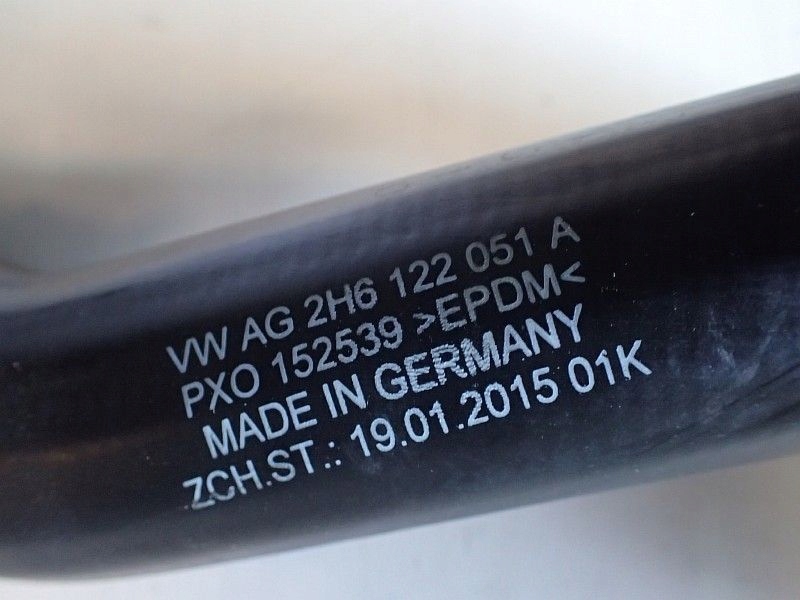 VW AG 2H6 122 051 A
PXO 152539 >EPDM<
MADE IN GERMANY
ZCH.ST.: 19.01.2015 01K